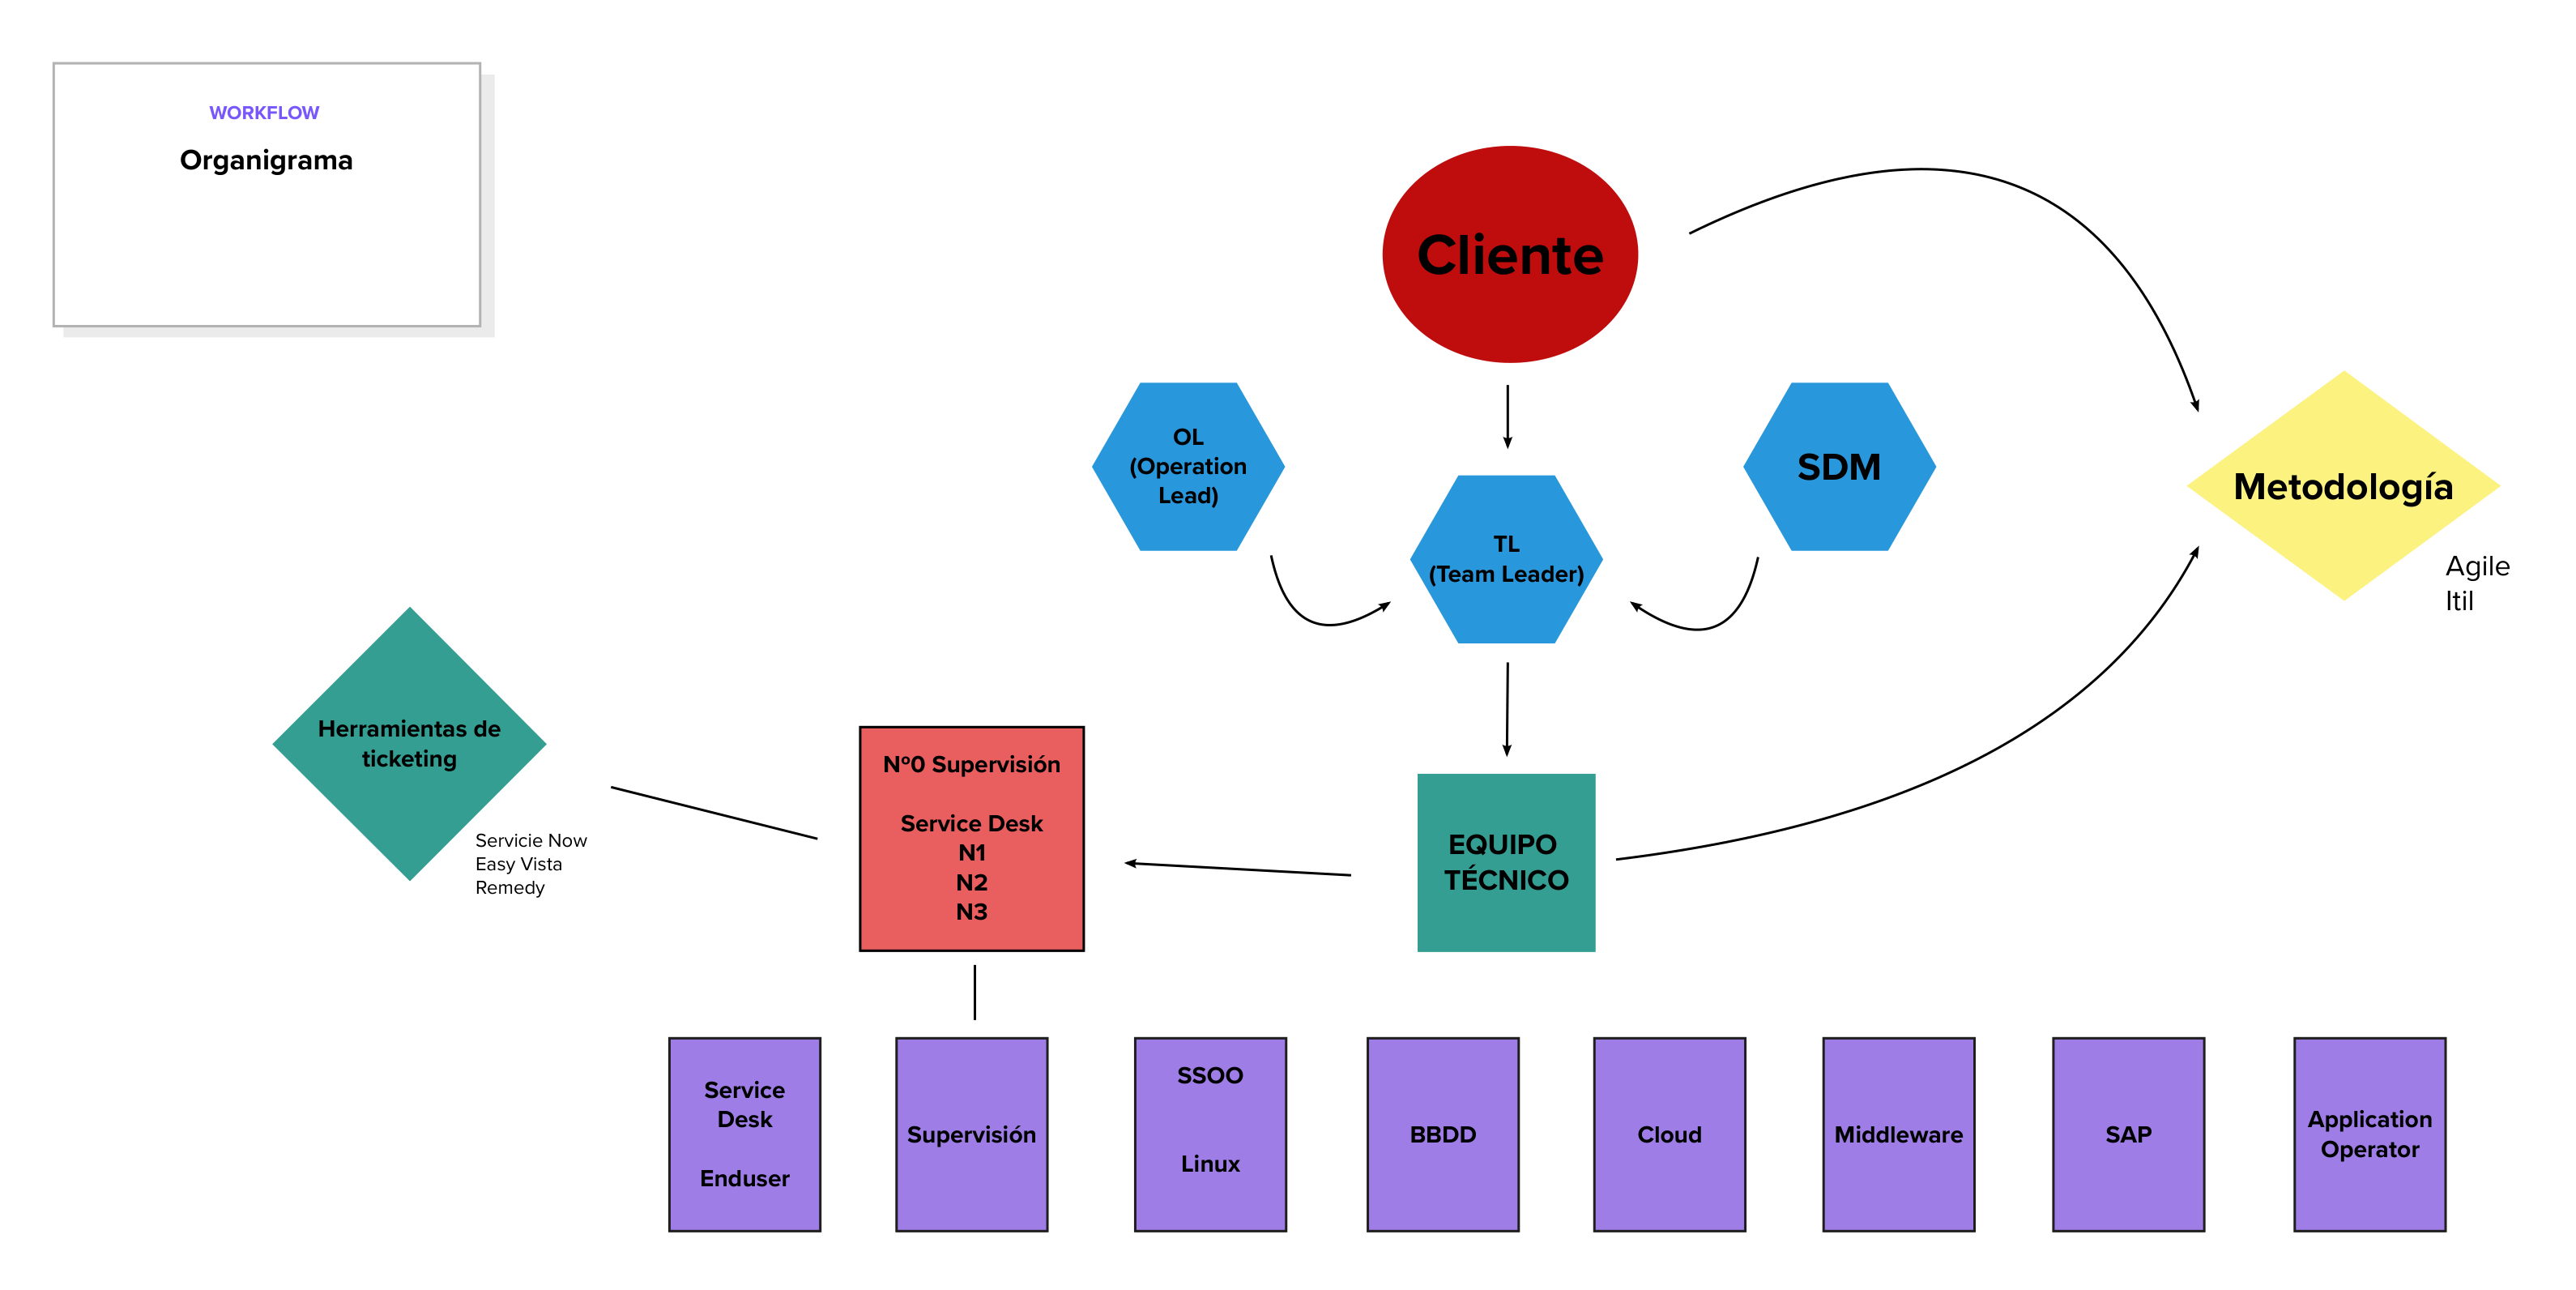 WORKFLOW
Organigrama
Cliente
OL
(Operation
Lead)
SDM
TL
(Team Leader)
Metodología
Agile
Itil
Herramientas de
ticketing
Servicie Now
Easy Vista
Remedy
Nº0 Supervisión
Service Desk
N1
N2
N3
EQUIPO
TÉCNICO
Service
Desk
Enduser
Supervisión
SSOO
Linux
BBDD
Cloud
Middleware
SAP
Application
Operator